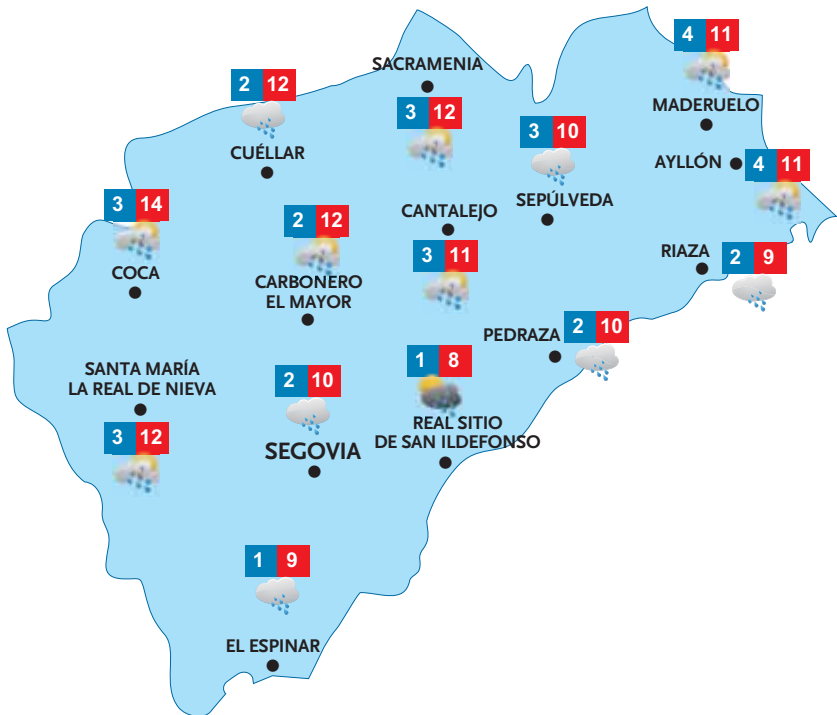 4 11
MADERUELO
SACRAMENIA
3 12
2 12
CUÉLLAR
3 10
SEPÚLVEDA
AYLLÓN
4 11
3 14
COCA
2 12
CARBONERO
EL MAYOR
CANTALEJO
3 11
RIAZA
2 9
PEDRAZA
2 10
SANTA MARÍA
LA REAL DE NIEVA
3 12
2 10
SEGOVIA
1 8
REAL SITIO
DE SAN ILDEFONSO
1 9
EL ESPINAR